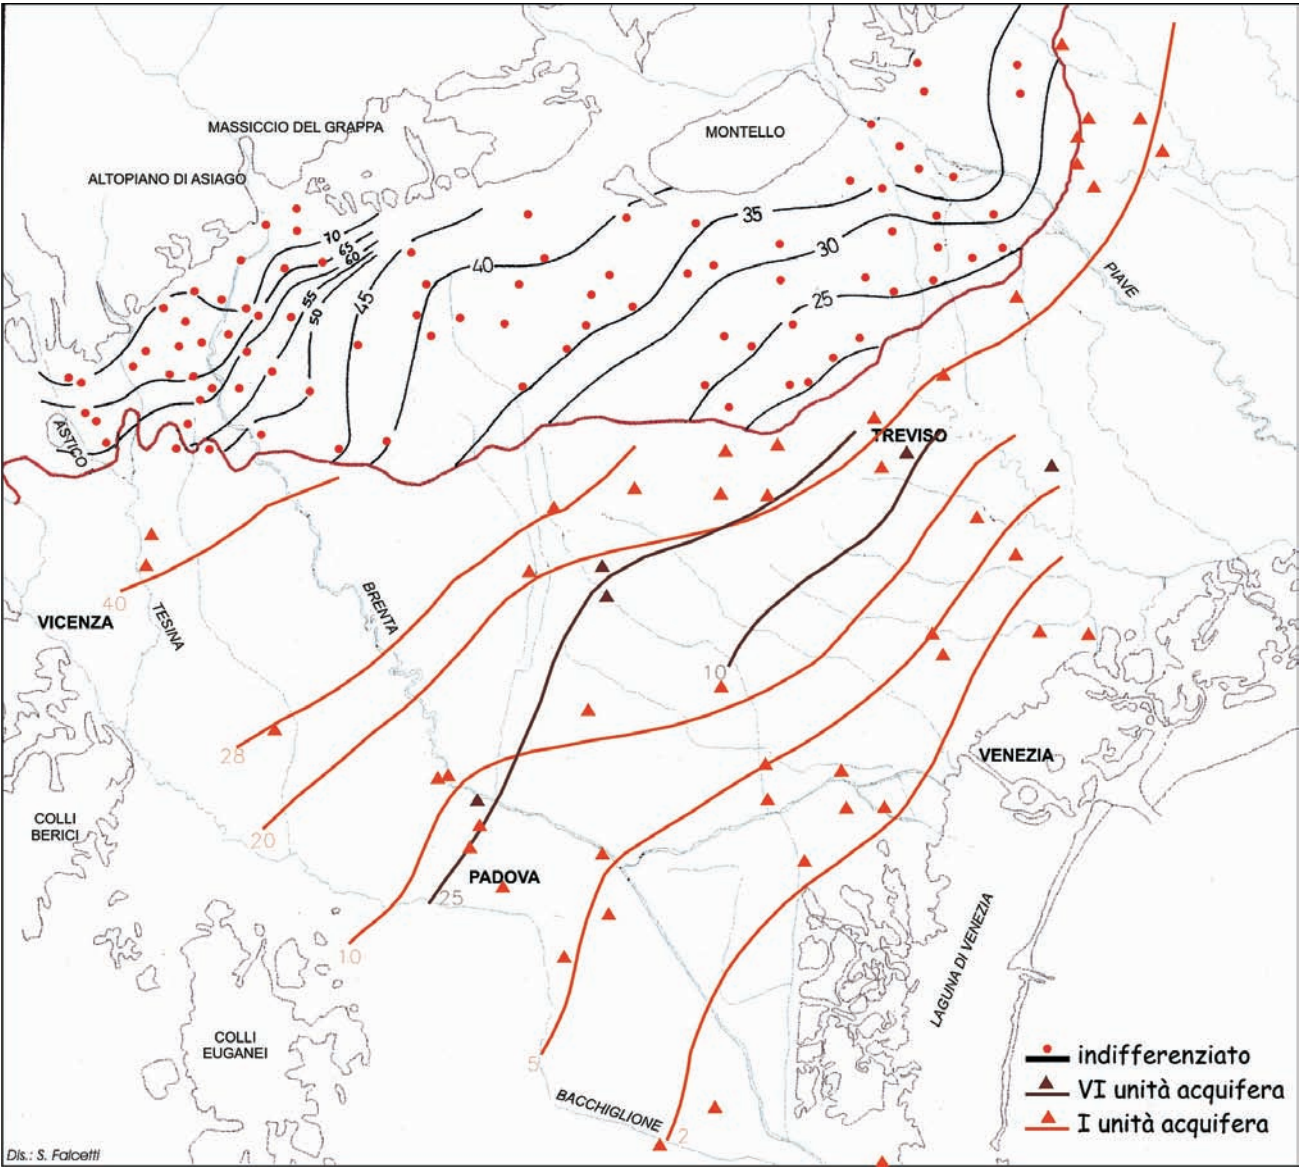 MASSICCIO DEL GRAPPA
MONTELLO
ALTOPIANO DI ASIAGO
70
65
60
55
50
45
40
35
30
25
PIAVE
ASTICO
TREVISO
40
VICENZA
TESINA
BRENTA
10
28
VENEZIA
COLLI
BERICI
20
PADOVA
25
10
LAGUNA DI VENEZIA
COLLI
EUGANEI
5
BACCHIGLIONE
2
indifferenziato
VI unità acquifera
I unità acquifera
Dis.: S. Falcetti